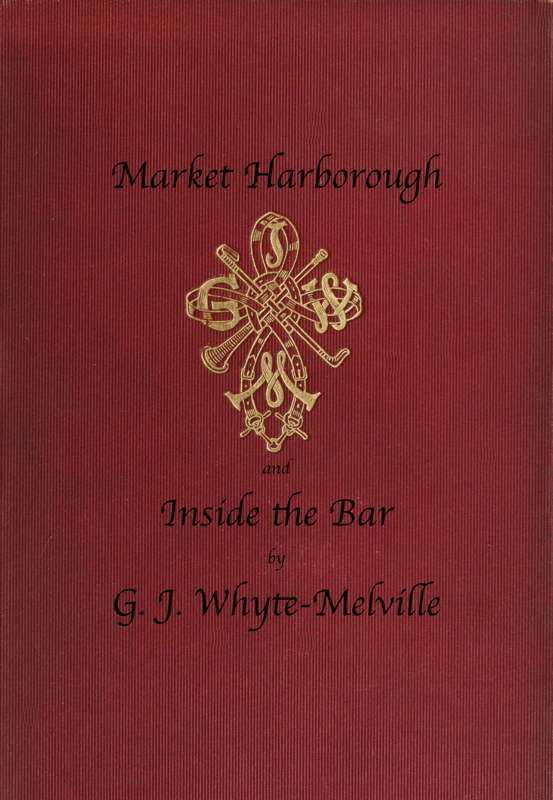 Market Harborough
J
G W
M
and
Inside the Bar
by
G. J. Whyte-Melville